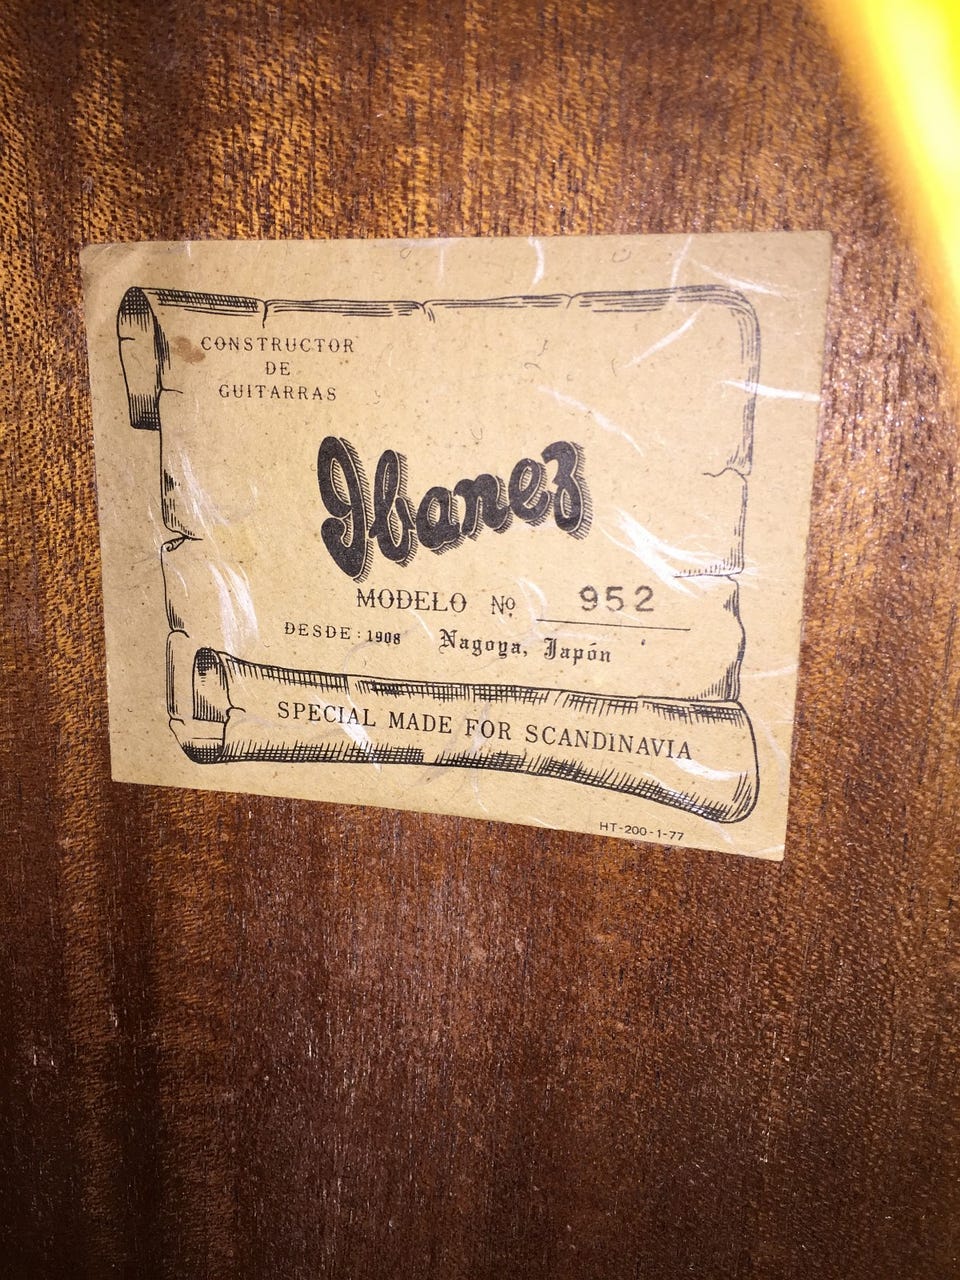 CONSTRUCTOR
DE
GUITARRAS
Ibanez
MODELO Nº 952
DESDE: 1908 Nagoya, Japón
SPECIAL MADE FOR SCANDINAVIA
HT-200-1-77